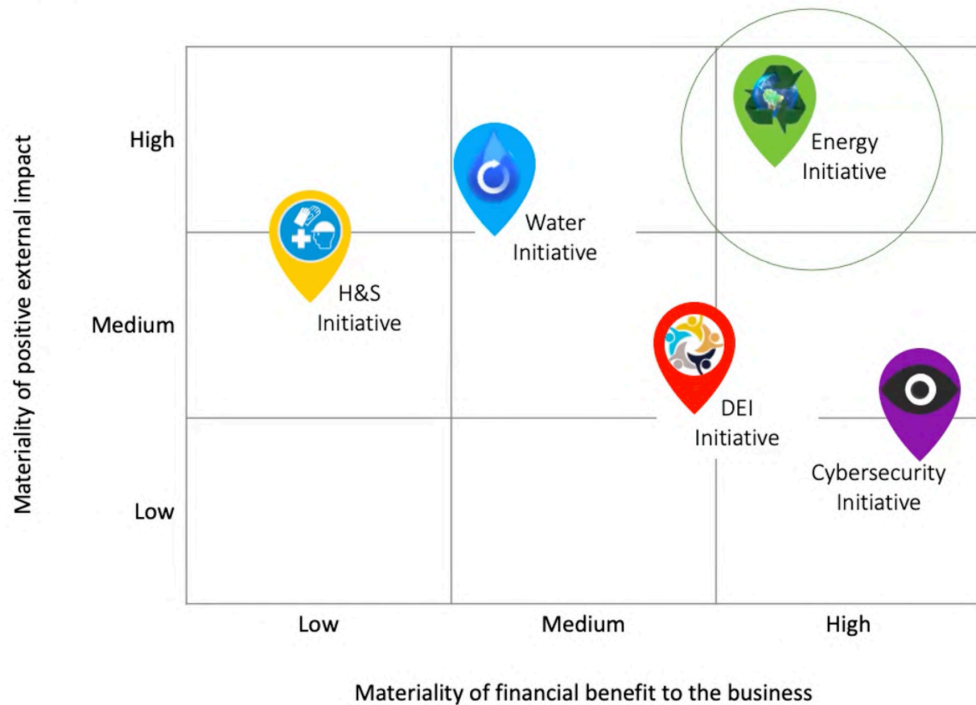 Materiality of positive external impact
High
Medium
Low
Energy
Initiative
Water
Initiative
H&S
Initiative
DEI
Initiative
Cybersecurity
Initiative
Low
Medium
High
Materiality of financial benefit to the business